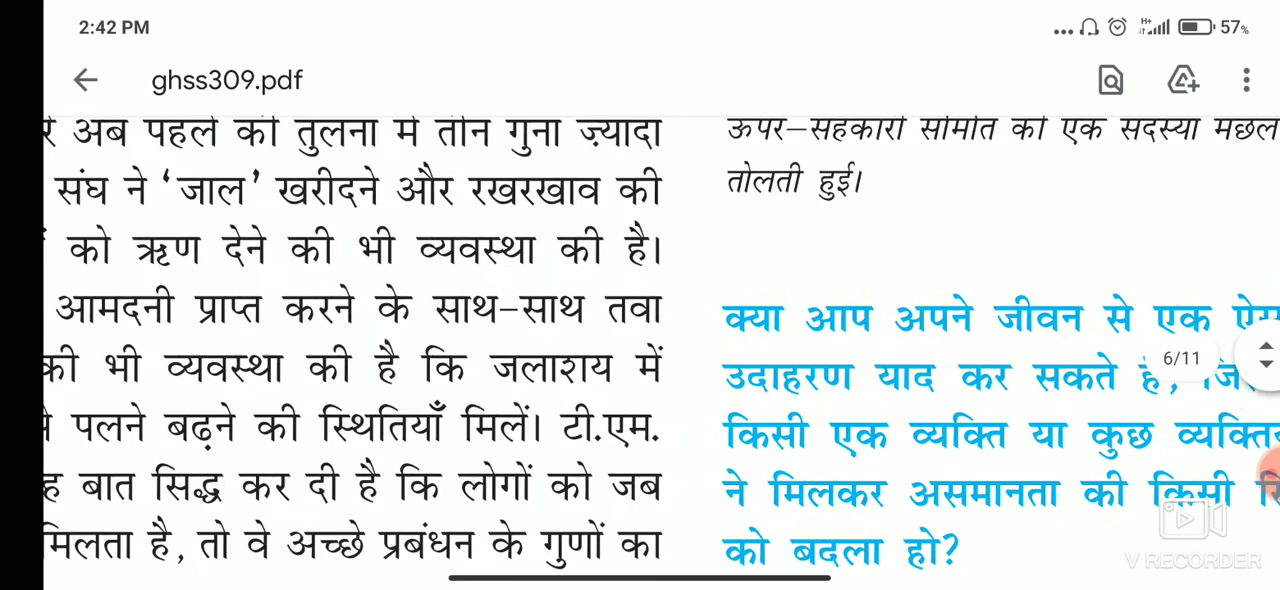 2:42 PM
57%
ghss309.pdf
अब पहले की तुलना में तीन गुना ज़्यादा
संघ ने ‘जाल’ खरीदने और रखरखाव की
को ऋण देने की भी व्यवस्था की है।
आमदनी प्राप्त करने के साथ-साथ तवा
की भी व्यवस्था की है कि जलाशय में
पलने बढ़ने की स्थितियाँ मिलें। टी.एम.
बात सिद्ध कर दी है कि लोगों को जब
मिलता है, तो वे अच्छे प्रबंधन के गुणों का
ऊपर-सहकारी समिति की एक सदस्या
तोलती हुई।
क्या आप अपने जीवन से एक
उदाहरण याद कर सकते
किसी एक व्यक्ति या कुछ
ने मिलकर असमानता की किसी
को बदला हो?
6/11
V RECORDER